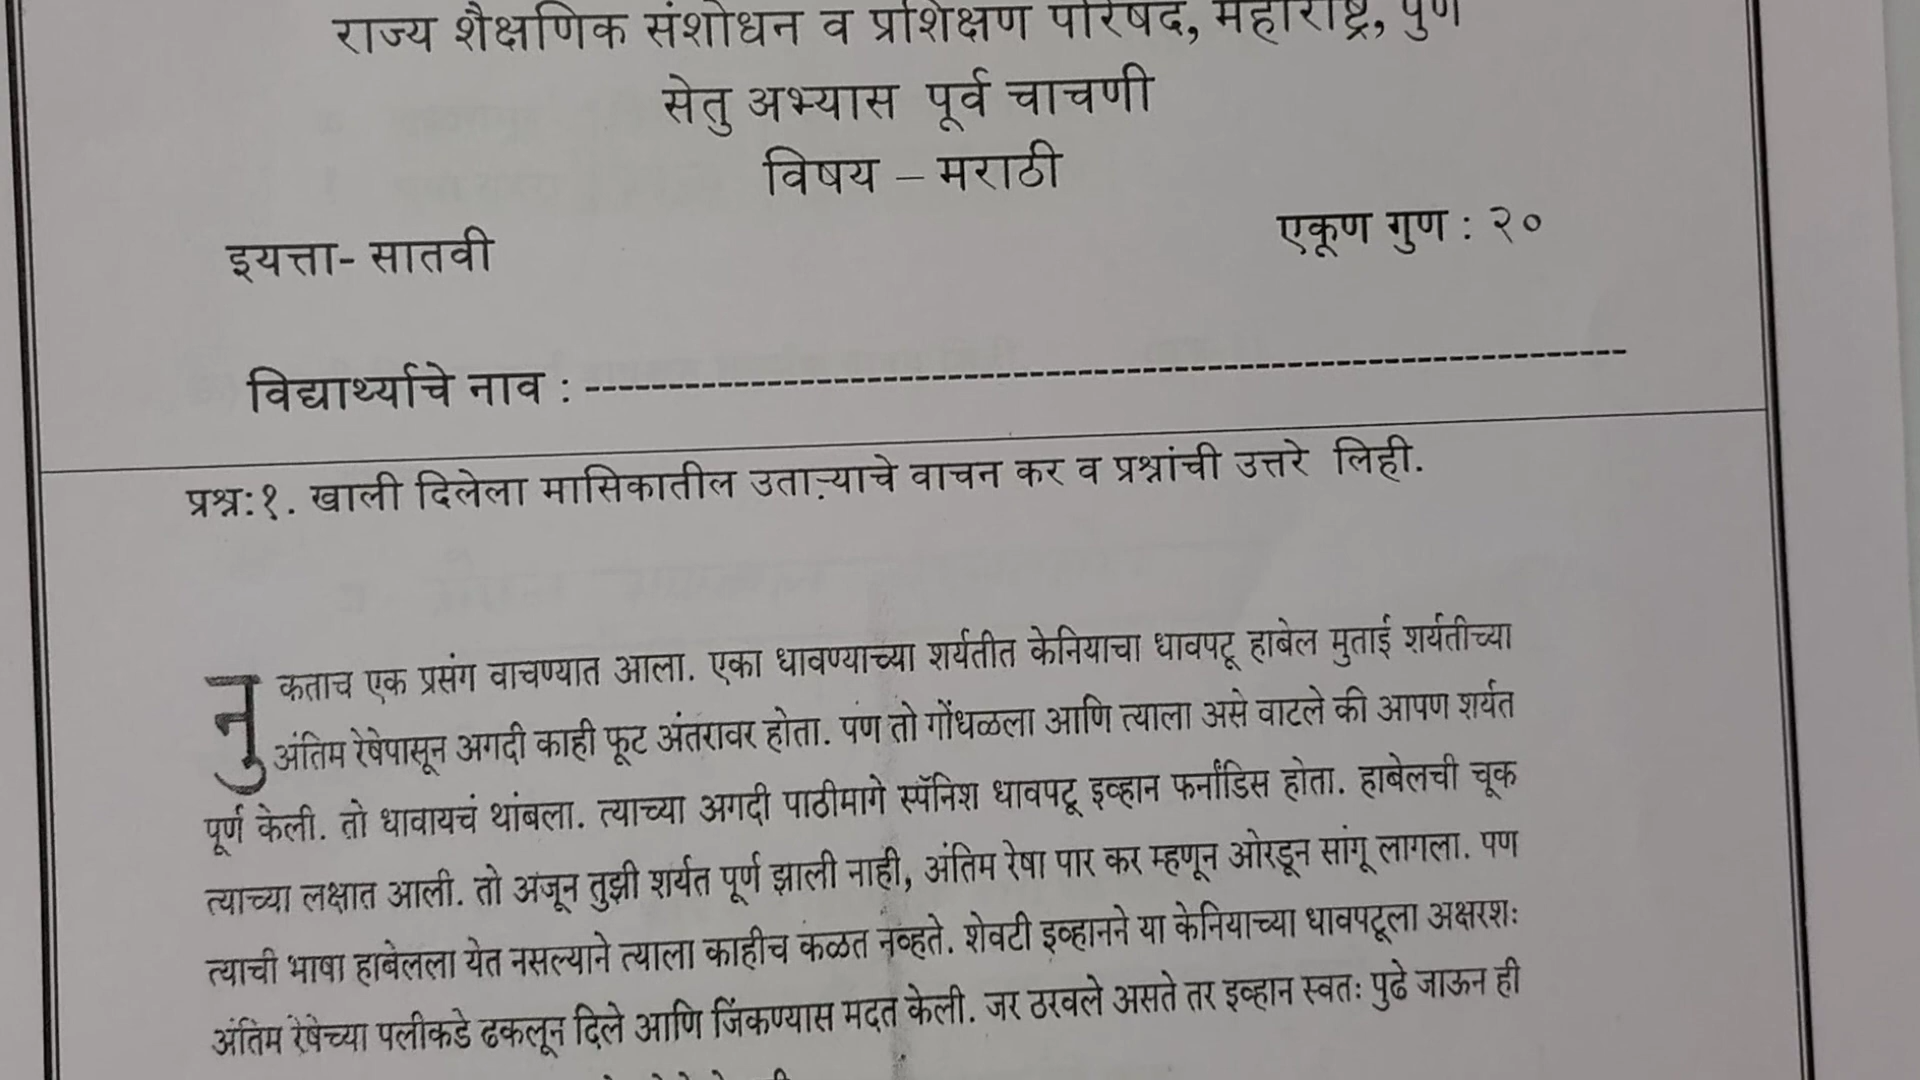 राज्य शैक्षणिक संशोधन व प्रशिक्षण परिषद, महाराष्ट्र, पुणे
सेतु अभ्यास पूर्व चाचणी
विषय – मराठी
एकूण गुण : २०
इयत्ता- सातवी
विद्यार्थ्याचे नाव : ------------------------------------------------------------
प्रश्न:१. खाली दिलेला मासिकातील उताऱ्याचे वाचन कर व प्रश्नांची उत्तरे लिही.
नुकताच एक प्रसंग वाचण्यात आला. एका धावण्याच्या शर्यतीत केनियाचा धावपटू हाबेल मुताई शर्यतीच्या
अंतिम रेषेपासून अगदी काही फूट अंतरावर होता. पण तो गोंधळला आणि त्याला असे वाटले की आपण शर्यत
पूर्ण केली. तो धावायचं थांबला. त्याच्या अगदी पाठीमागे स्पॅनिश धावपटू इव्हान फर्नांडिस होता. हाबेलची चूक
त्याच्या लक्षात आली. तो अजून तुझी शर्यत पूर्ण झाली नाही, अंतिम रेषा पार कर म्हणून ओरडून सांगू लागला. पण
त्याची भाषा हाबेलला येत नसल्याने त्याला काहीच कळत नव्हते. शेवटी इव्हानने या केनियाच्या धावपटूला अक्षरशः
अंतिम रेषेच्या पलीकडे ढकलून दिले आणि जिंकण्यास मदत केली. जर ठरवले असते तर इव्हान स्वतः पुढे जाऊन ही